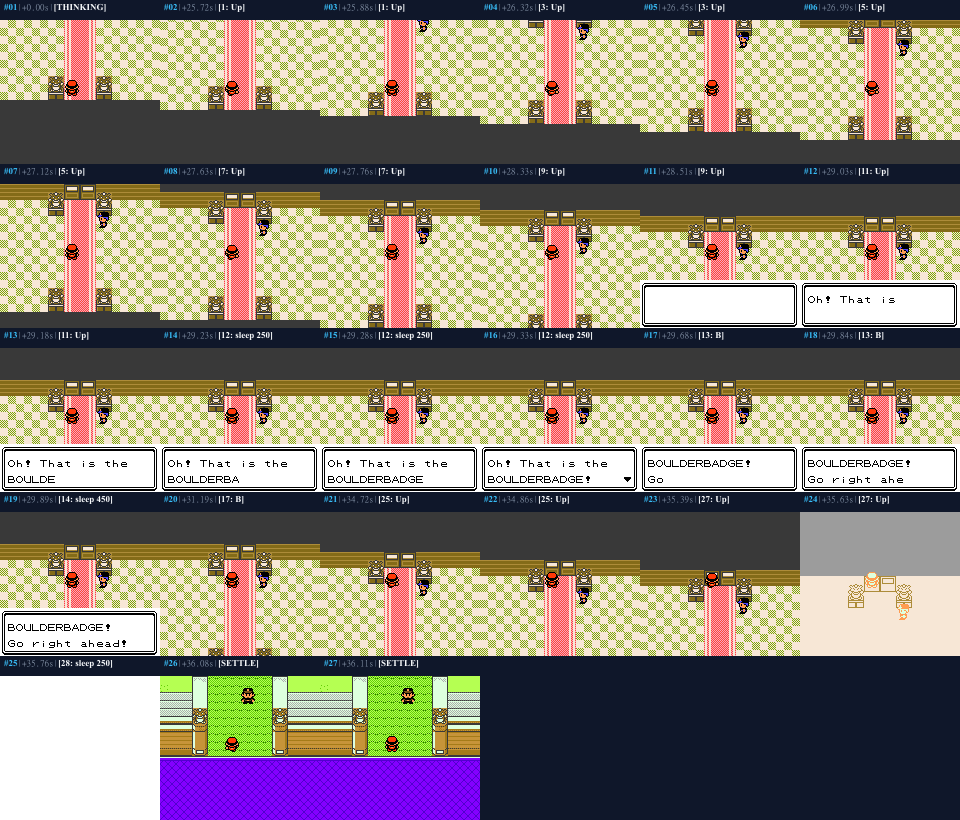 #01|+0.00s| [THINKING]
#02|+25.72s| [1: Up]
#03|+25.88s| [1: Up]
#04|+26.32s| [3: Up]
#05|+26.45s| [3: Up]
#06|+26.99s| [5: Up]
#07|+27.12s| [5: Up]
#08|+27.63s| [7: Up]
#09|+27.76s| [7: Up]
#10|+28.33s| [9: Up]
#11|+28.51s| [9: Up]
#12|+29.03s| [11: Up]
Oh! That is
#13|+29.18s| [11: Up]
#14|+29.23s| [12: sleep 250]
#15|+29.28s| [12: sleep 250]
#16|+29.33s| [12: sleep 250]
#17|+29.68s| [13: B]
#18|+29.84s| [13: B]
Oh! That is the
BOULDE
Oh! That is the
BOULDERBA
Oh! That is the
BOULDERBADGE
Oh! That is the
BOULDERBADGE!
BOULDERBADGE!
Go
BOULDERBADGE!
Go right ahe
#19|+29.89s| [14: sleep 450]
#20|+31.19s| [17: B]
#21|+34.72s| [25: Up]
#22|+34.86s| [25: Up]
#23|+35.39s| [27: Up]
#24|+35.63s| [27: Up]
BOULDERBADGE!
Go right ahead!
#25|+35.76s| [28: sleep 250]
#26|+36.08s| [SETTLE]
#27|+36.11s| [SETTLE]